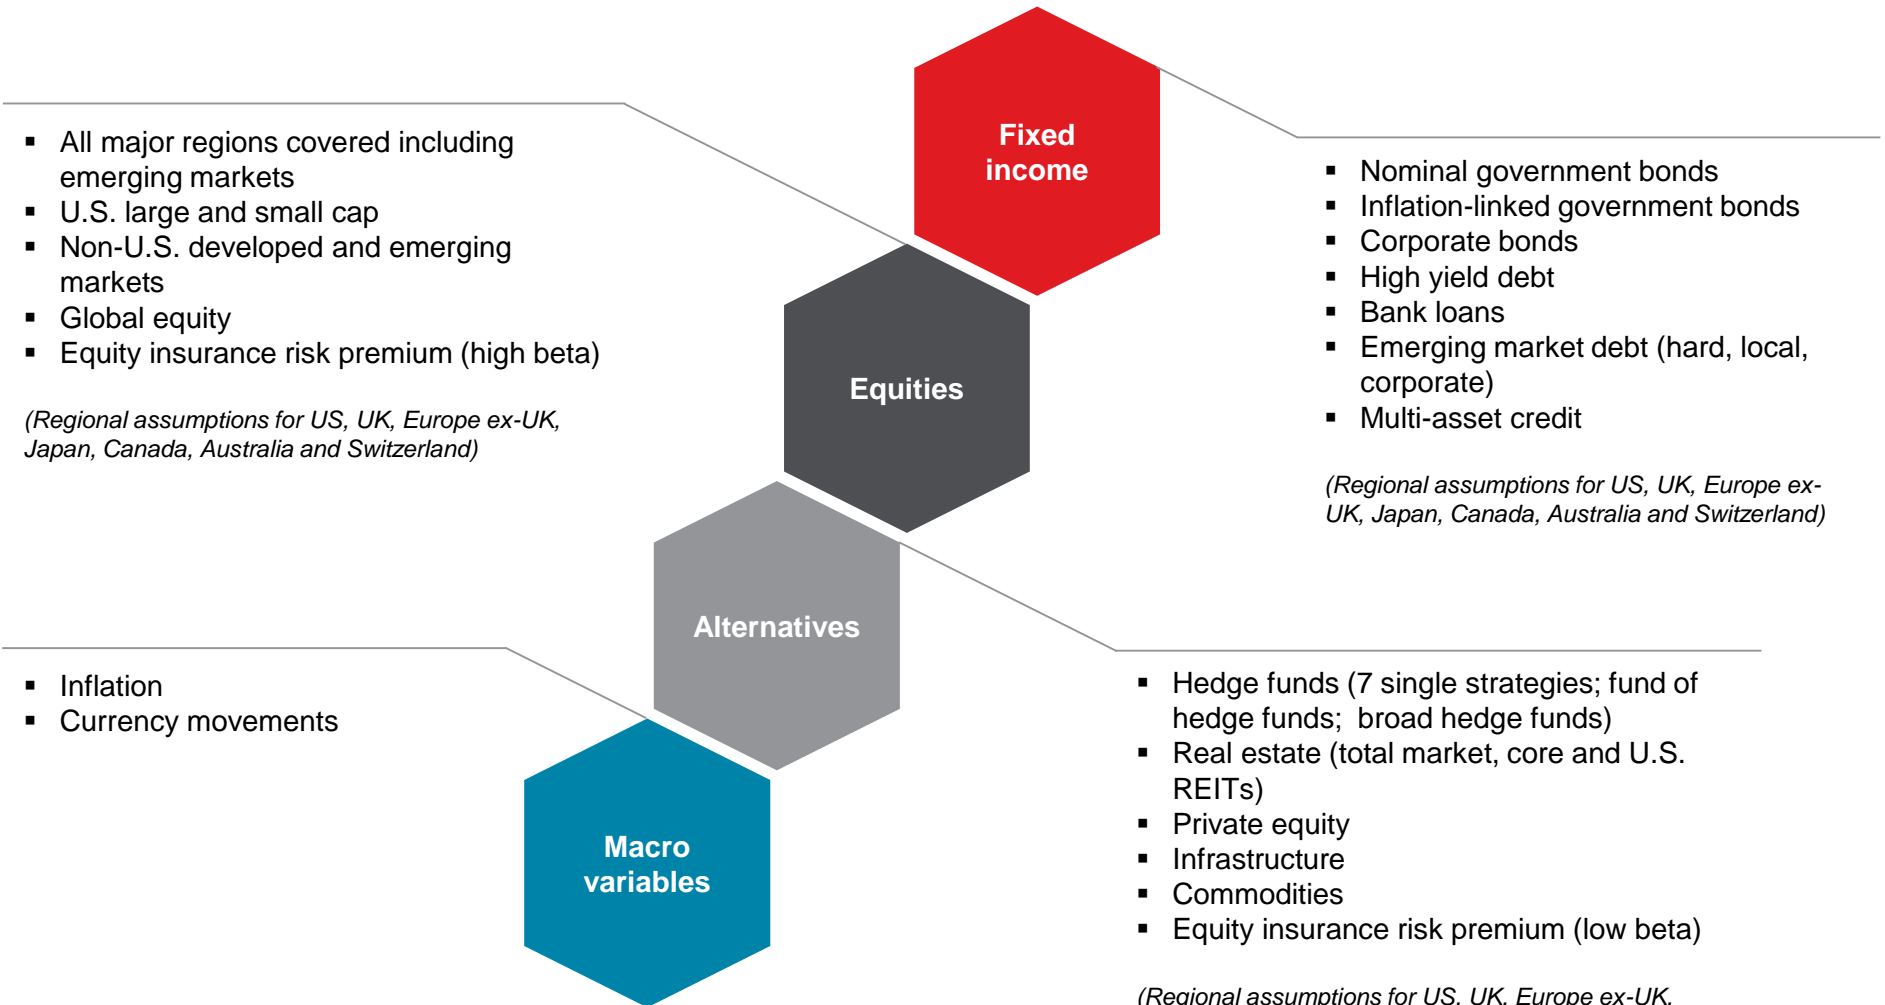 Fixed
income
▪ All major regions covered including
emerging markets
▪ U.S. large and small cap
▪ Non-U.S. developed and emerging
markets
▪ Global equity
▪ Equity insurance risk premium (high beta)
(Regional assumptions for US, UK, Europe ex-UK,
Japan, Canada, Australia and Switzerland)
▪ Nominal government bonds
▪ Inflation-linked government bonds
▪ Corporate bonds
▪ High yield debt
▪ Bank loans
▪ Emerging market debt (hard, local,
corporate)
▪ Multi-asset credit
(Regional assumptions for US, UK, Europe ex-
UK, Japan, Canada, Australia and Switzerland)
Equities
Alternatives
▪ Inflation
▪ Currency movements
▪ Hedge funds (7 single strategies; fund of
hedge funds;  broad hedge funds)
▪ Real estate (total market, core and U.S.
REITs)
▪ Private equity
▪ Infrastructure
▪ Commodities
▪ Equity insurance risk premium (low beta)
(Regional assumptions for US, UK, Europe ex-UK,
Macro
variables